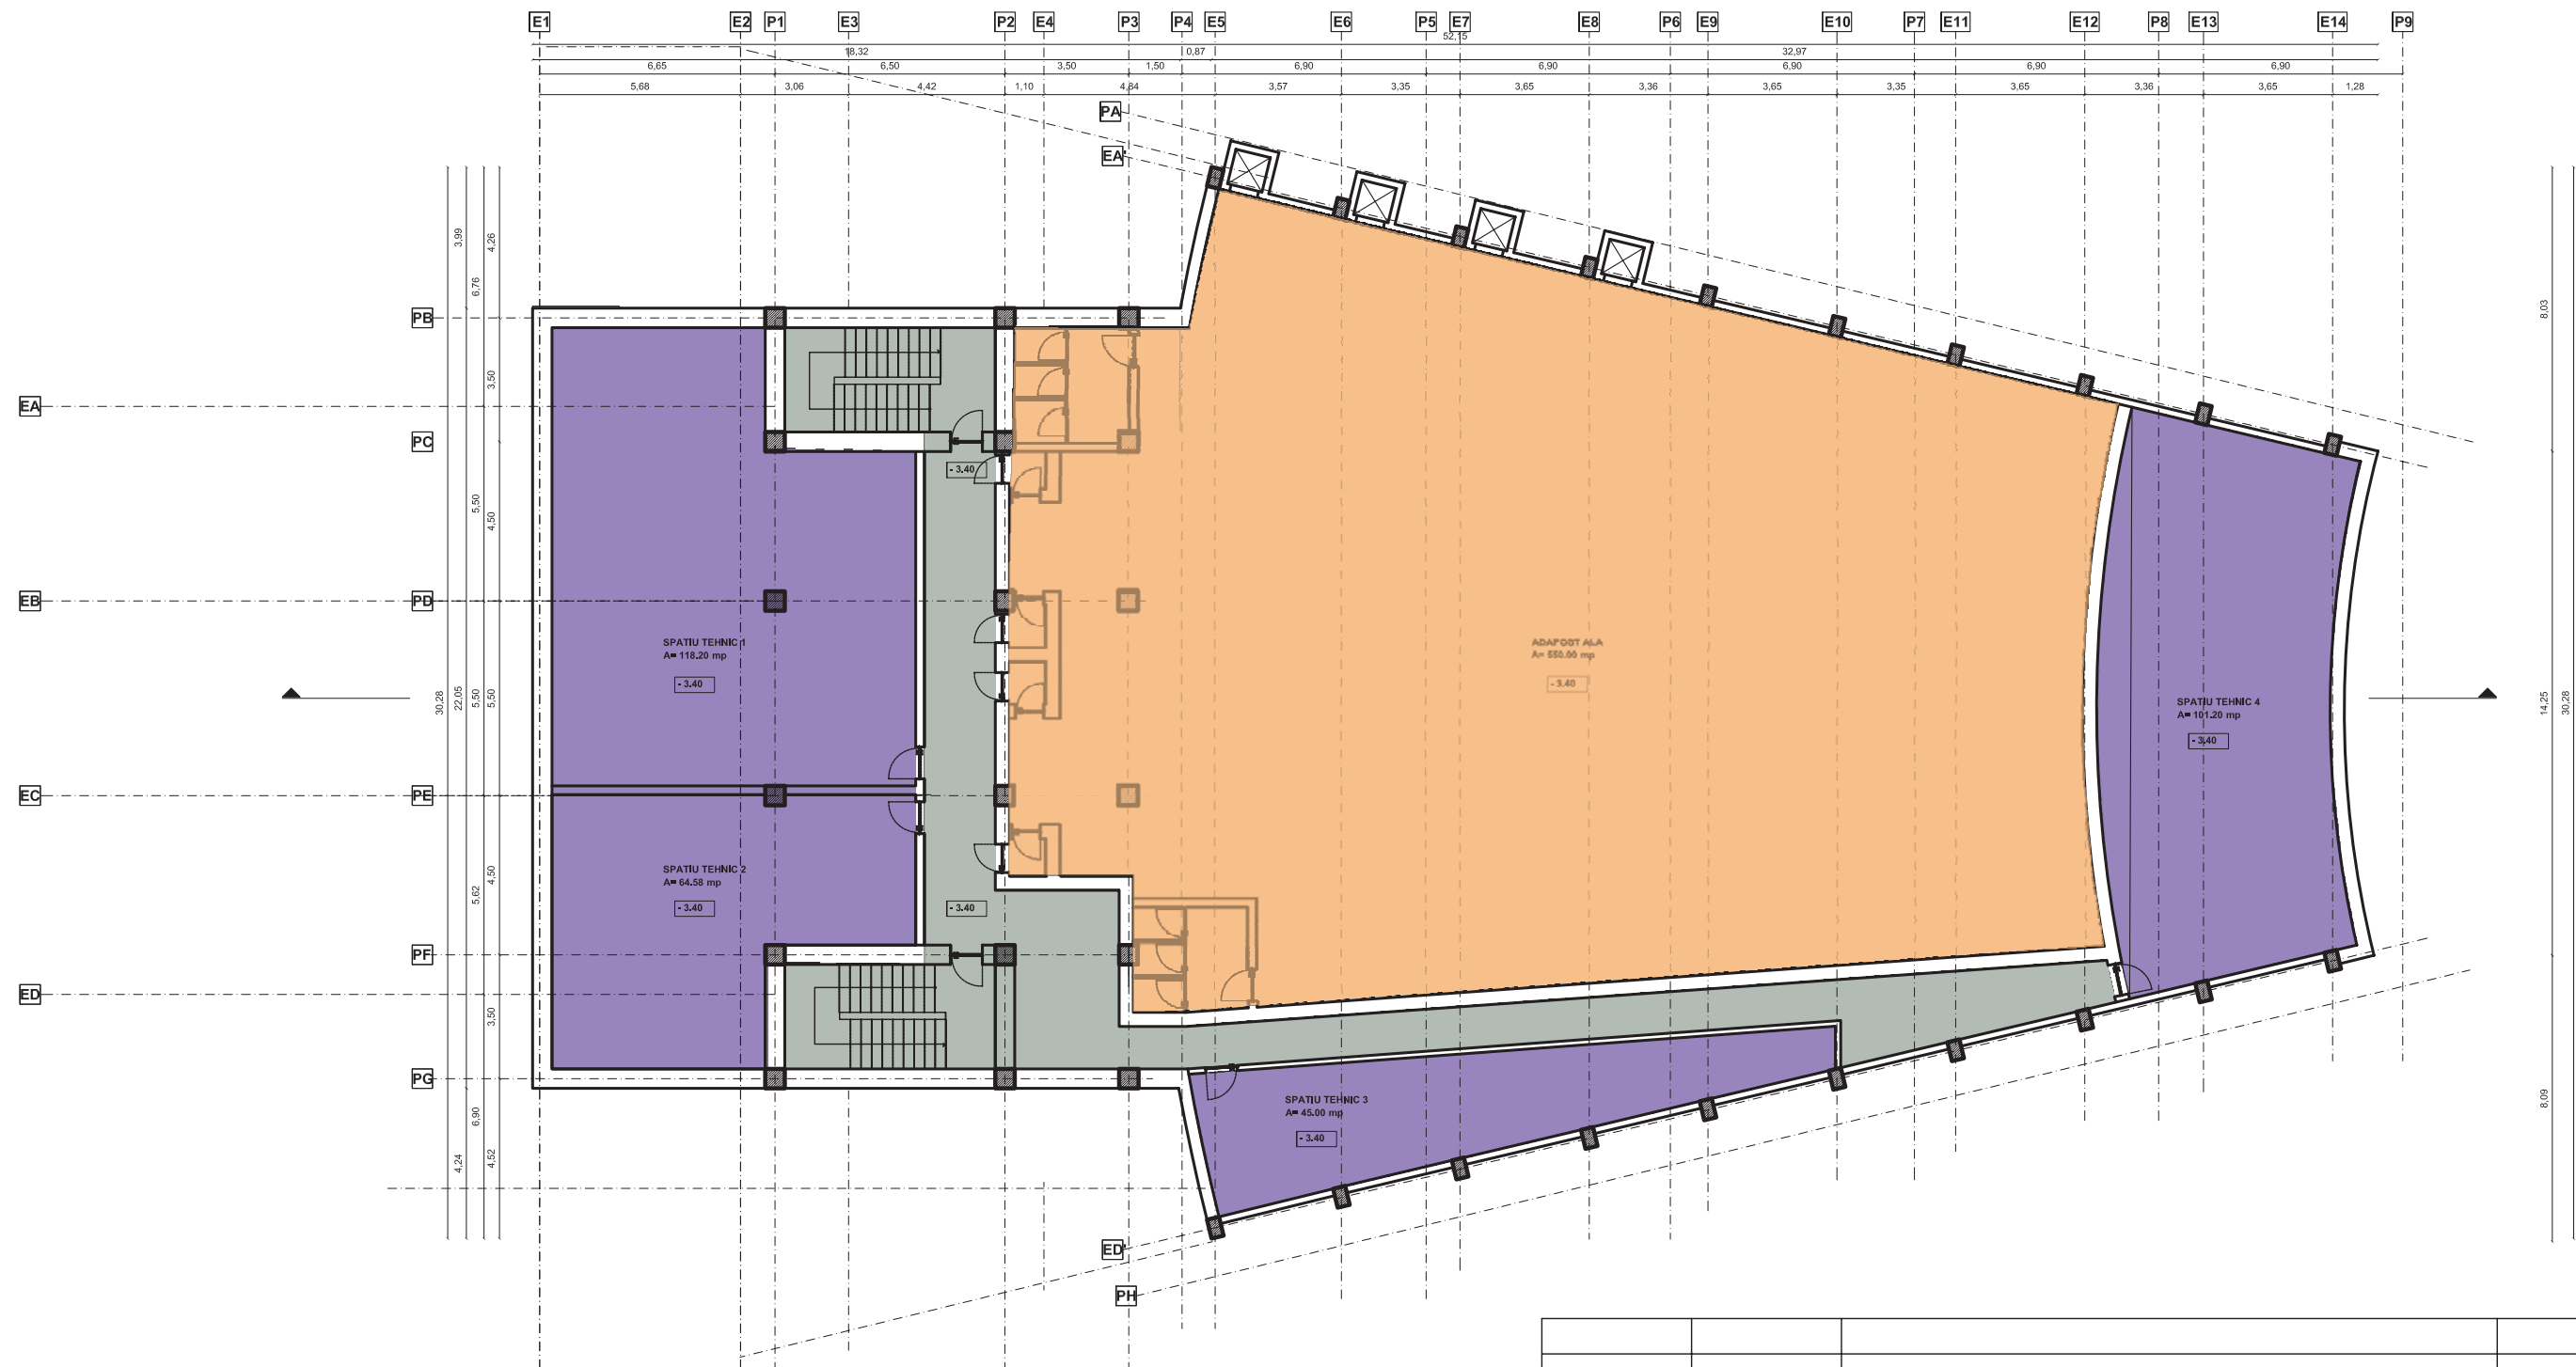 E1 E2 P1 E3 P2 E4 P3 P4 E5 E6 P5 E7 E8 P6 E9 E10 P7 E11 E12 P8 E13 E14 P9
52,15
18,32 0,87 32,97
6,65 6,50 3,50 1,50 6,90 6,90 6,90 6,90 6,90
5,68 3,06 4,42 1,10 4,84 3,57 3,35 3,65 3,36 3,65 3,35 3,65 3,36 3,65 1,28
PA
EA'
3,99
4,26
6,76
8,03
PB
3,50
EA
PC
- 3.40
5,50
4,50
EB
PD
SPATIU TEHNIC 1
A= 118.20 mp
- 3.40
ADAPOST ALA
A= 550.00 mp
- 3.40
30,28
22,05
5,50
5,50
SPATIU TEHNIC 4
A= 101.20 mp
- 3.40
14,25
30,28
EC
PE
SPATIU TEHNIC 2
A= 64.58 mp
- 3.40
- 3.40
4,50
5,62
PF
ED
3,50
PG
SPATIU TEHNIC 3
A= 45.00 mp
- 3.40
6,90
4,24
4,52
8,09
ED'
PH